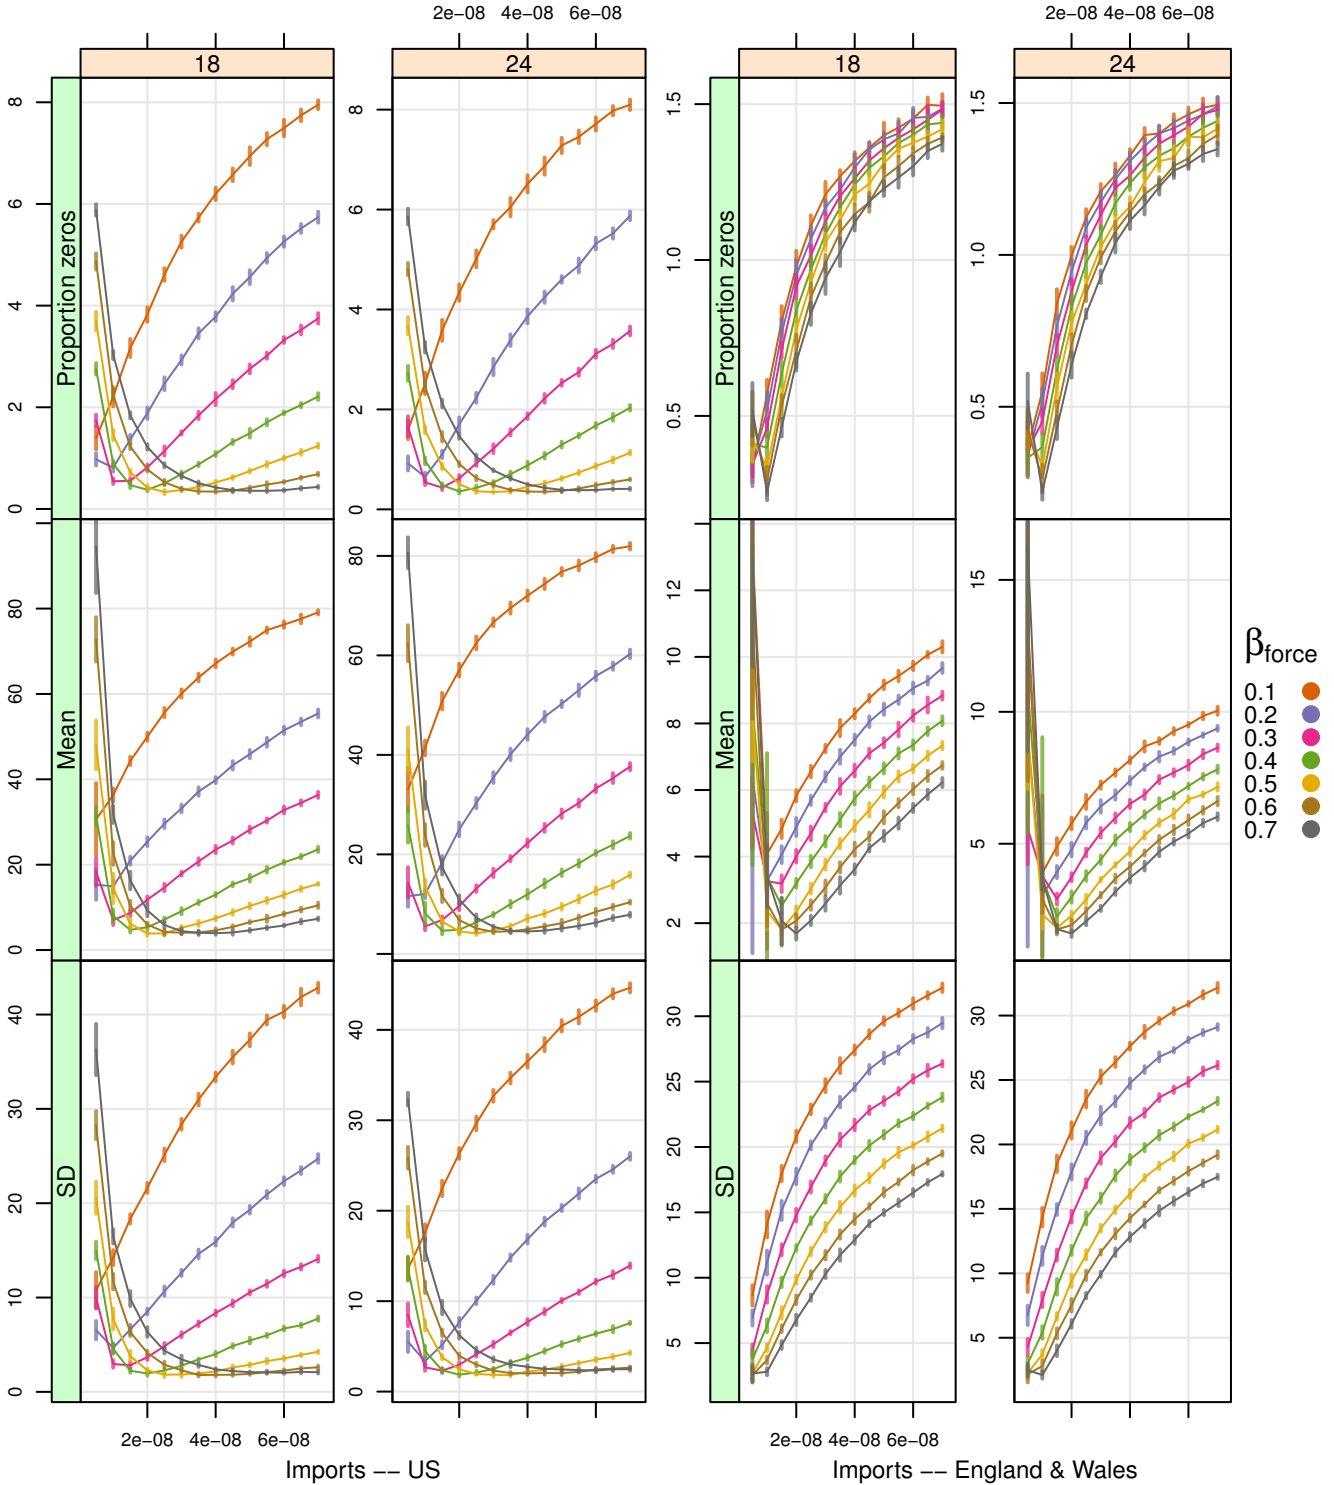 2e−08 4e−08 6e−08 2e−08 4e−08 6e−08
18 24 18 24
Proportion zeros
0 2 4 6 8
0 2 4 6 8
Proportion zeros
0.5 1.0 1.5
0.5 1.0 1.5
Mean
0 20 40 60 80
20 40 60 80
Mean
2 4 6 8 10 12
5 10 15
βforce
0.1
0.2
0.3
0.4
0.5
0.6
0.7
SD
0 10 20 30 40
0 10 20 30 40
SD
5 10 15 20 25 30
5 10 15 20 25 30
2e−08 4e−08 6e−08 2e−08 4e−08 6e−08
Imports −− US Imports −− England & Wales